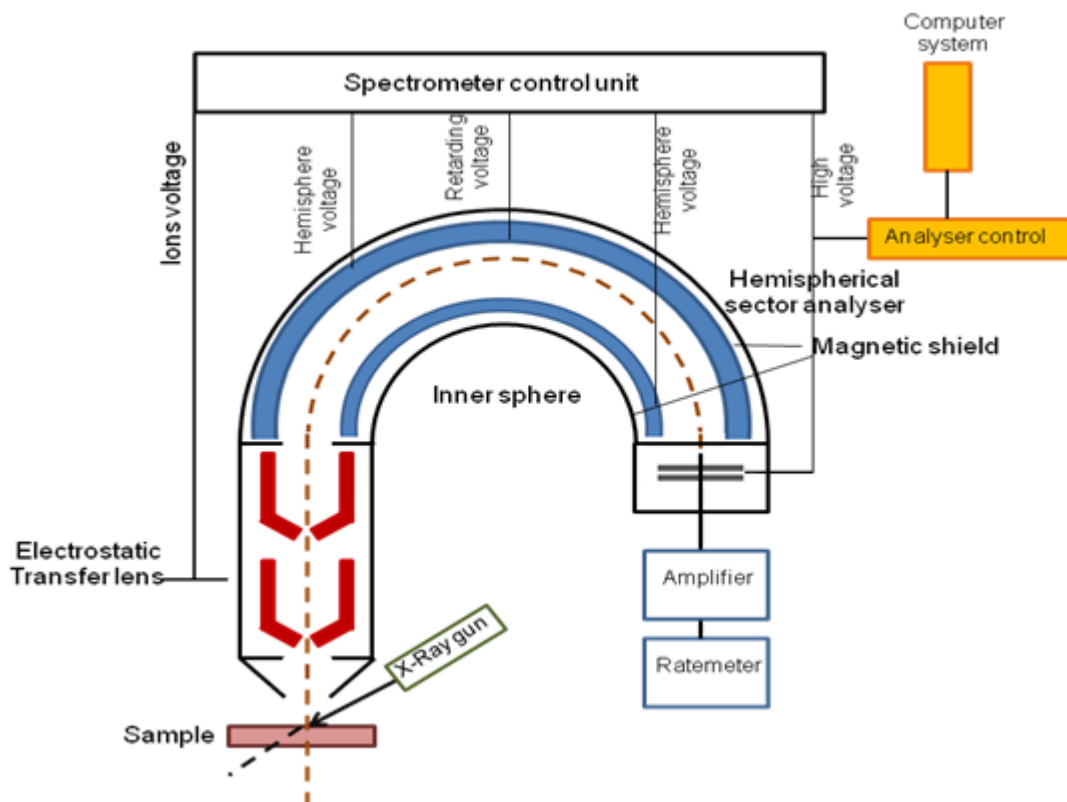 Computer
system
Spectrometer control unit
Ions voltage
Hemisphere
voltage
Retarding
voltage
Hemisphere
voltage
High
voltage
Analyser control
Hemispherical
sector analyser
Magnetic shield
Inner sphere
Electrostatic
Transfer lens
Amplifier
X-Ray gun
Ratemeter
Sample